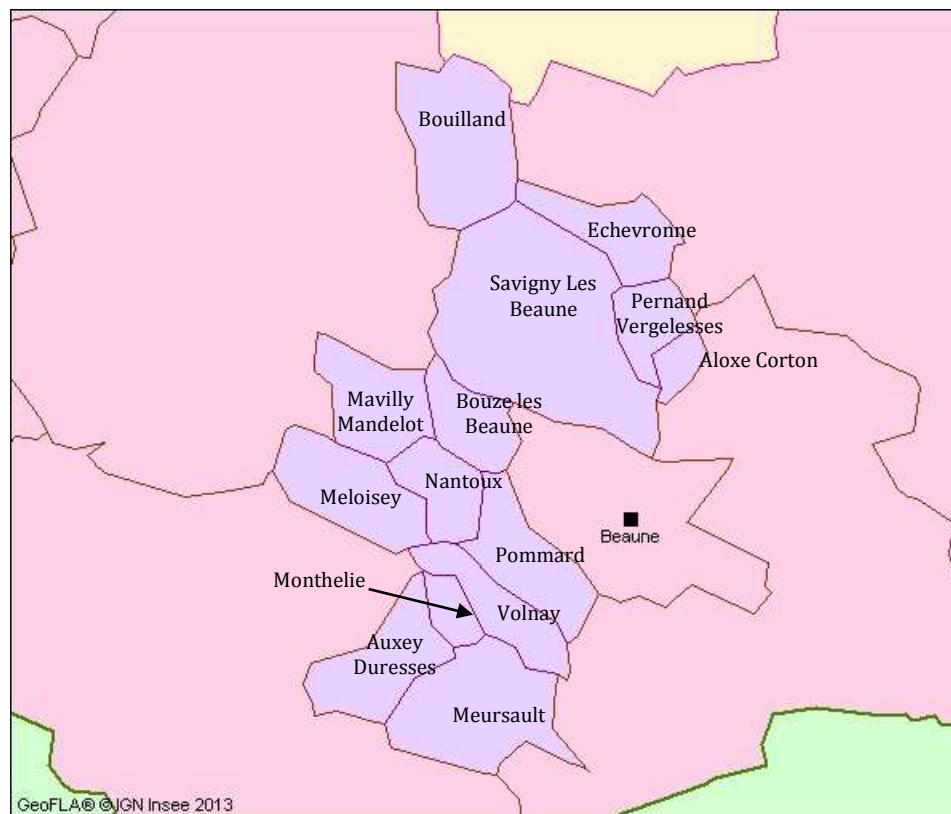 Bouilland
Echevronne
Savigny Les
Beaune
Pernand
Vergelesses
Aloxe Corton
Mavilly
Mandelot
Bouze les
Beaune
Nantoux
Meloisey
Beaune
Pommard
Monthelie
Volnay
Auxey
Duresses
Meursault
GeoFLA® © IGN Insee 2013